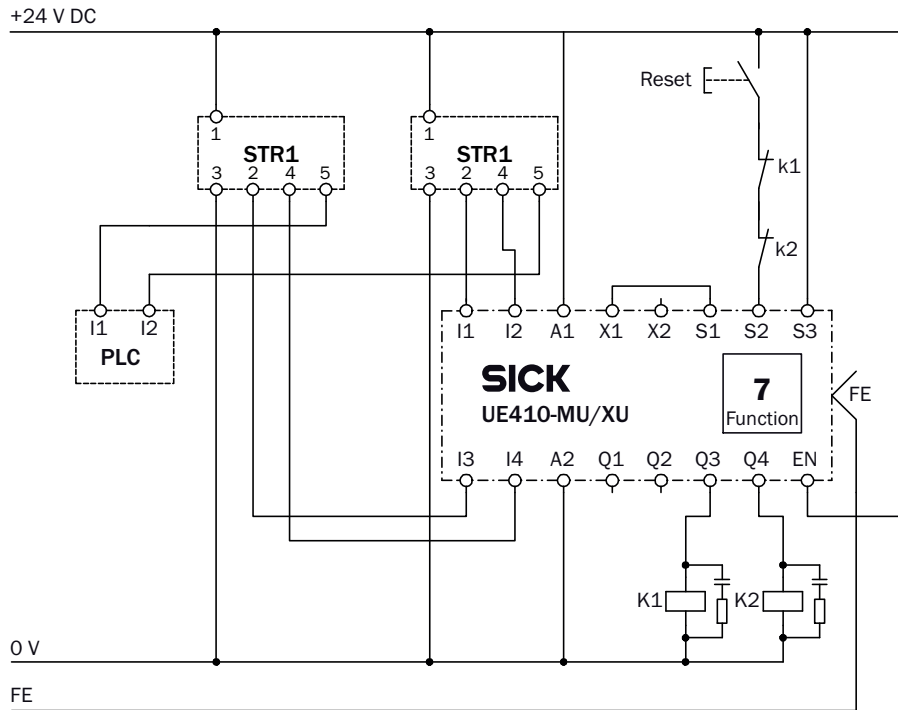 +24 V DC
Reset
1
1
STR1
STR1
3 2 4 5
3 2 4 5
k1
k2
I1 I2
PLC
I1 I2 A1 X1 X2 S1 S2 S3
SICK
UE410-MU/XU
7
Function
FE
I3 I4 A2 Q1 Q2 Q3 Q4 EN
K1
K2
0 V
FE